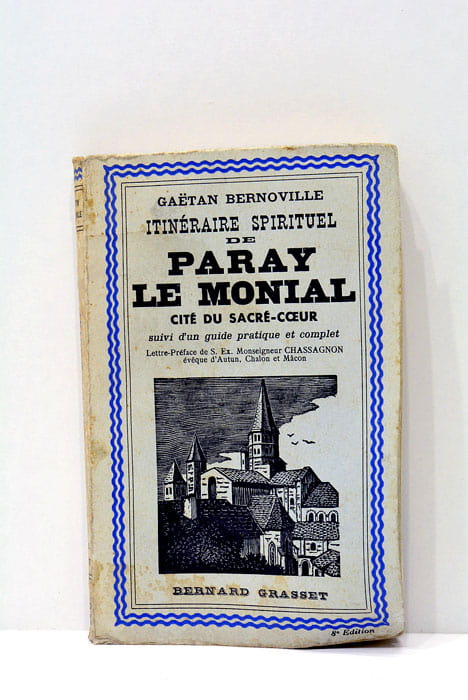 GAËTAN BERNOVILLE
ITINÉRAIRE SPIRITUEL
DE
PARAY
LE MONIAL
CITÉ DU SACRÉ-CŒUR
suivi d'un guide pratique et complet
Lettre-Préface de S. Ex. Monseigneur CHASSAGNON
évêque d'Autun, Chalon et Mâcon
BERNARD GRASSET
8e Edition